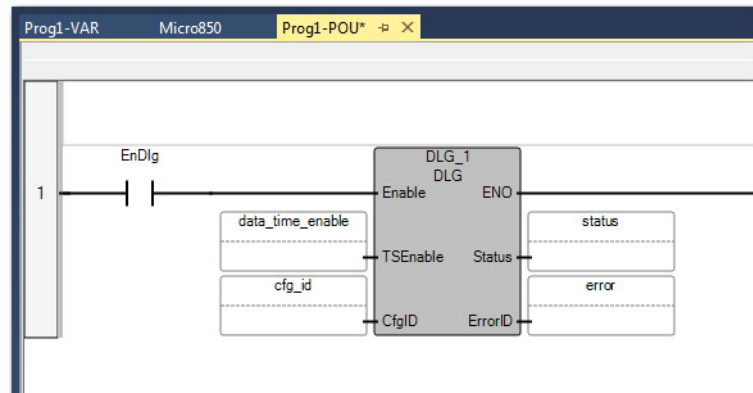 Prog1-VAR Micro850 Prog1-POU*
EnDlg
DLG_1
DLG
1
Enable ENO
data_time_enable
status
TSEnable Status
cfg_id
error
CfgID ErrorID